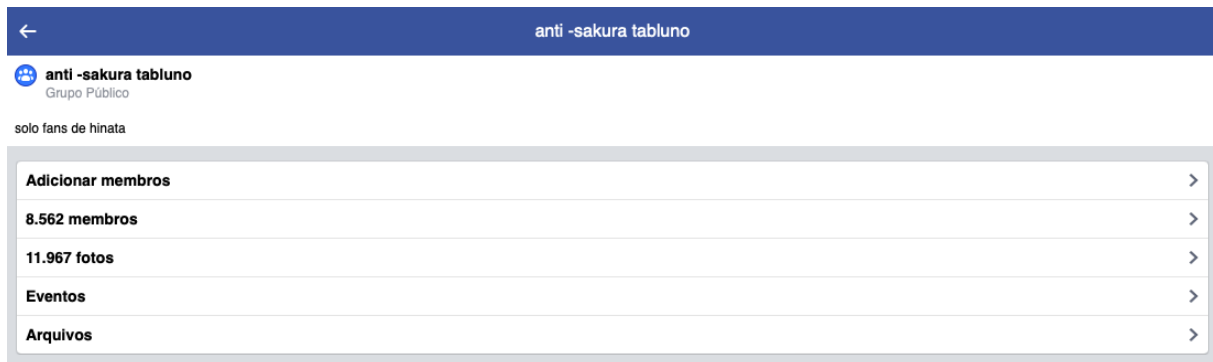 anti -sakura tabluno
anti -sakura tabluno
Grupo Público
solo fans de hinata
Adicionar membros
8.562 membros
11.967 fotos
Eventos
Arquivos